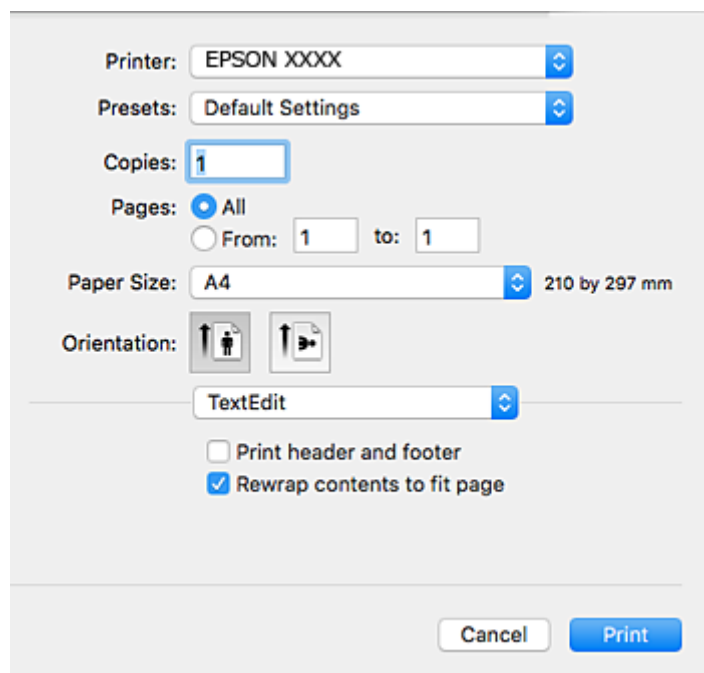 Printer: EPSON XXXX
Presets: Default Settings
Copies: 1
Pages: All
From: 1 to: 1
Paper Size: A4 210 by 297 mm
Orientation:
TextEdit
Print header and footer
Rewrap contents to fit page
Cancel Print